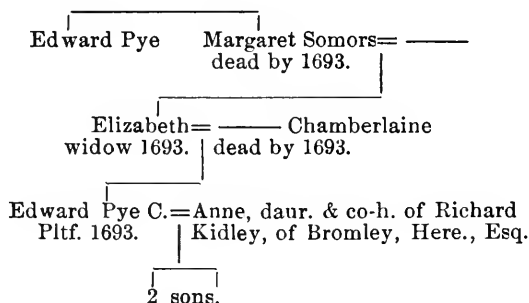 Edward Pye Margaret Somors= ———
dead by 1693.
Elizabeth= ——— Chamberlaine
widow 1693. dead by 1693.
Edward Pye C.=Anne, daur. & co-h. of Richard
Pltf. 1693. Kidley, of Bromley, Here., Esq.
2 sons.